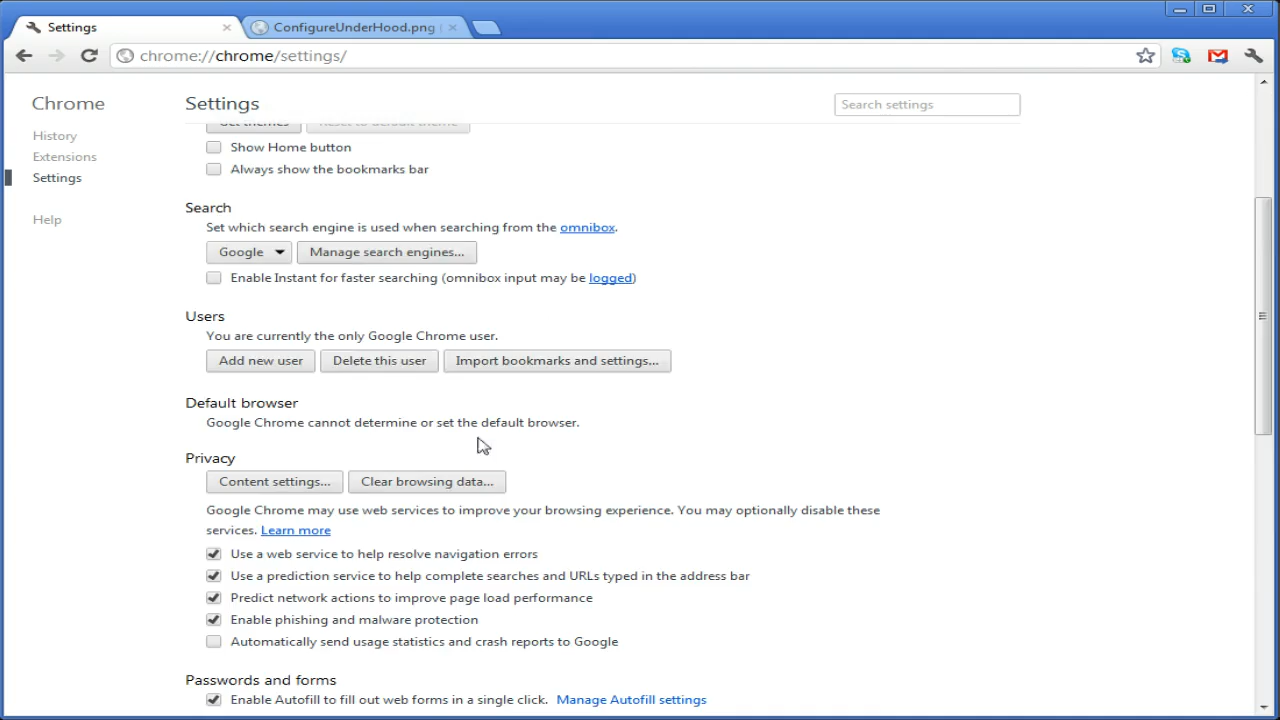 Settings
ConfigureUnderHood.png (
chrome://chrome/settings/
Chrome
Settings
Search settings
History
Extensions
Settings
Help
Get themes
Reset to default theme
Show Home button
Always show the bookmarks bar
Search
Set which search engine is used when searching from the omnibox.
Google
Manage search engines...
Enable Instant for faster searching (omnibox input may be logged)
Users
You are currently the only Google Chrome user.
Add new user
Delete this user
Import bookmarks and settings...
Default browser
Google Chrome cannot determine or set the default browser.
Privacy
Content settings...
Clear browsing data...
Google Chrome may use web services to improve your browsing experience. You may optionally disable these
services. Learn more
Use a web service to help resolve navigation errors
Use a prediction service to help complete searches and URLs typed in the address bar
Predict network actions to improve page load performance
Enable phishing and malware protection
Automatically send usage statistics and crash reports to Google
Passwords and forms
Enable Autofill to fill out web forms in a single click. Manage Autofill settings